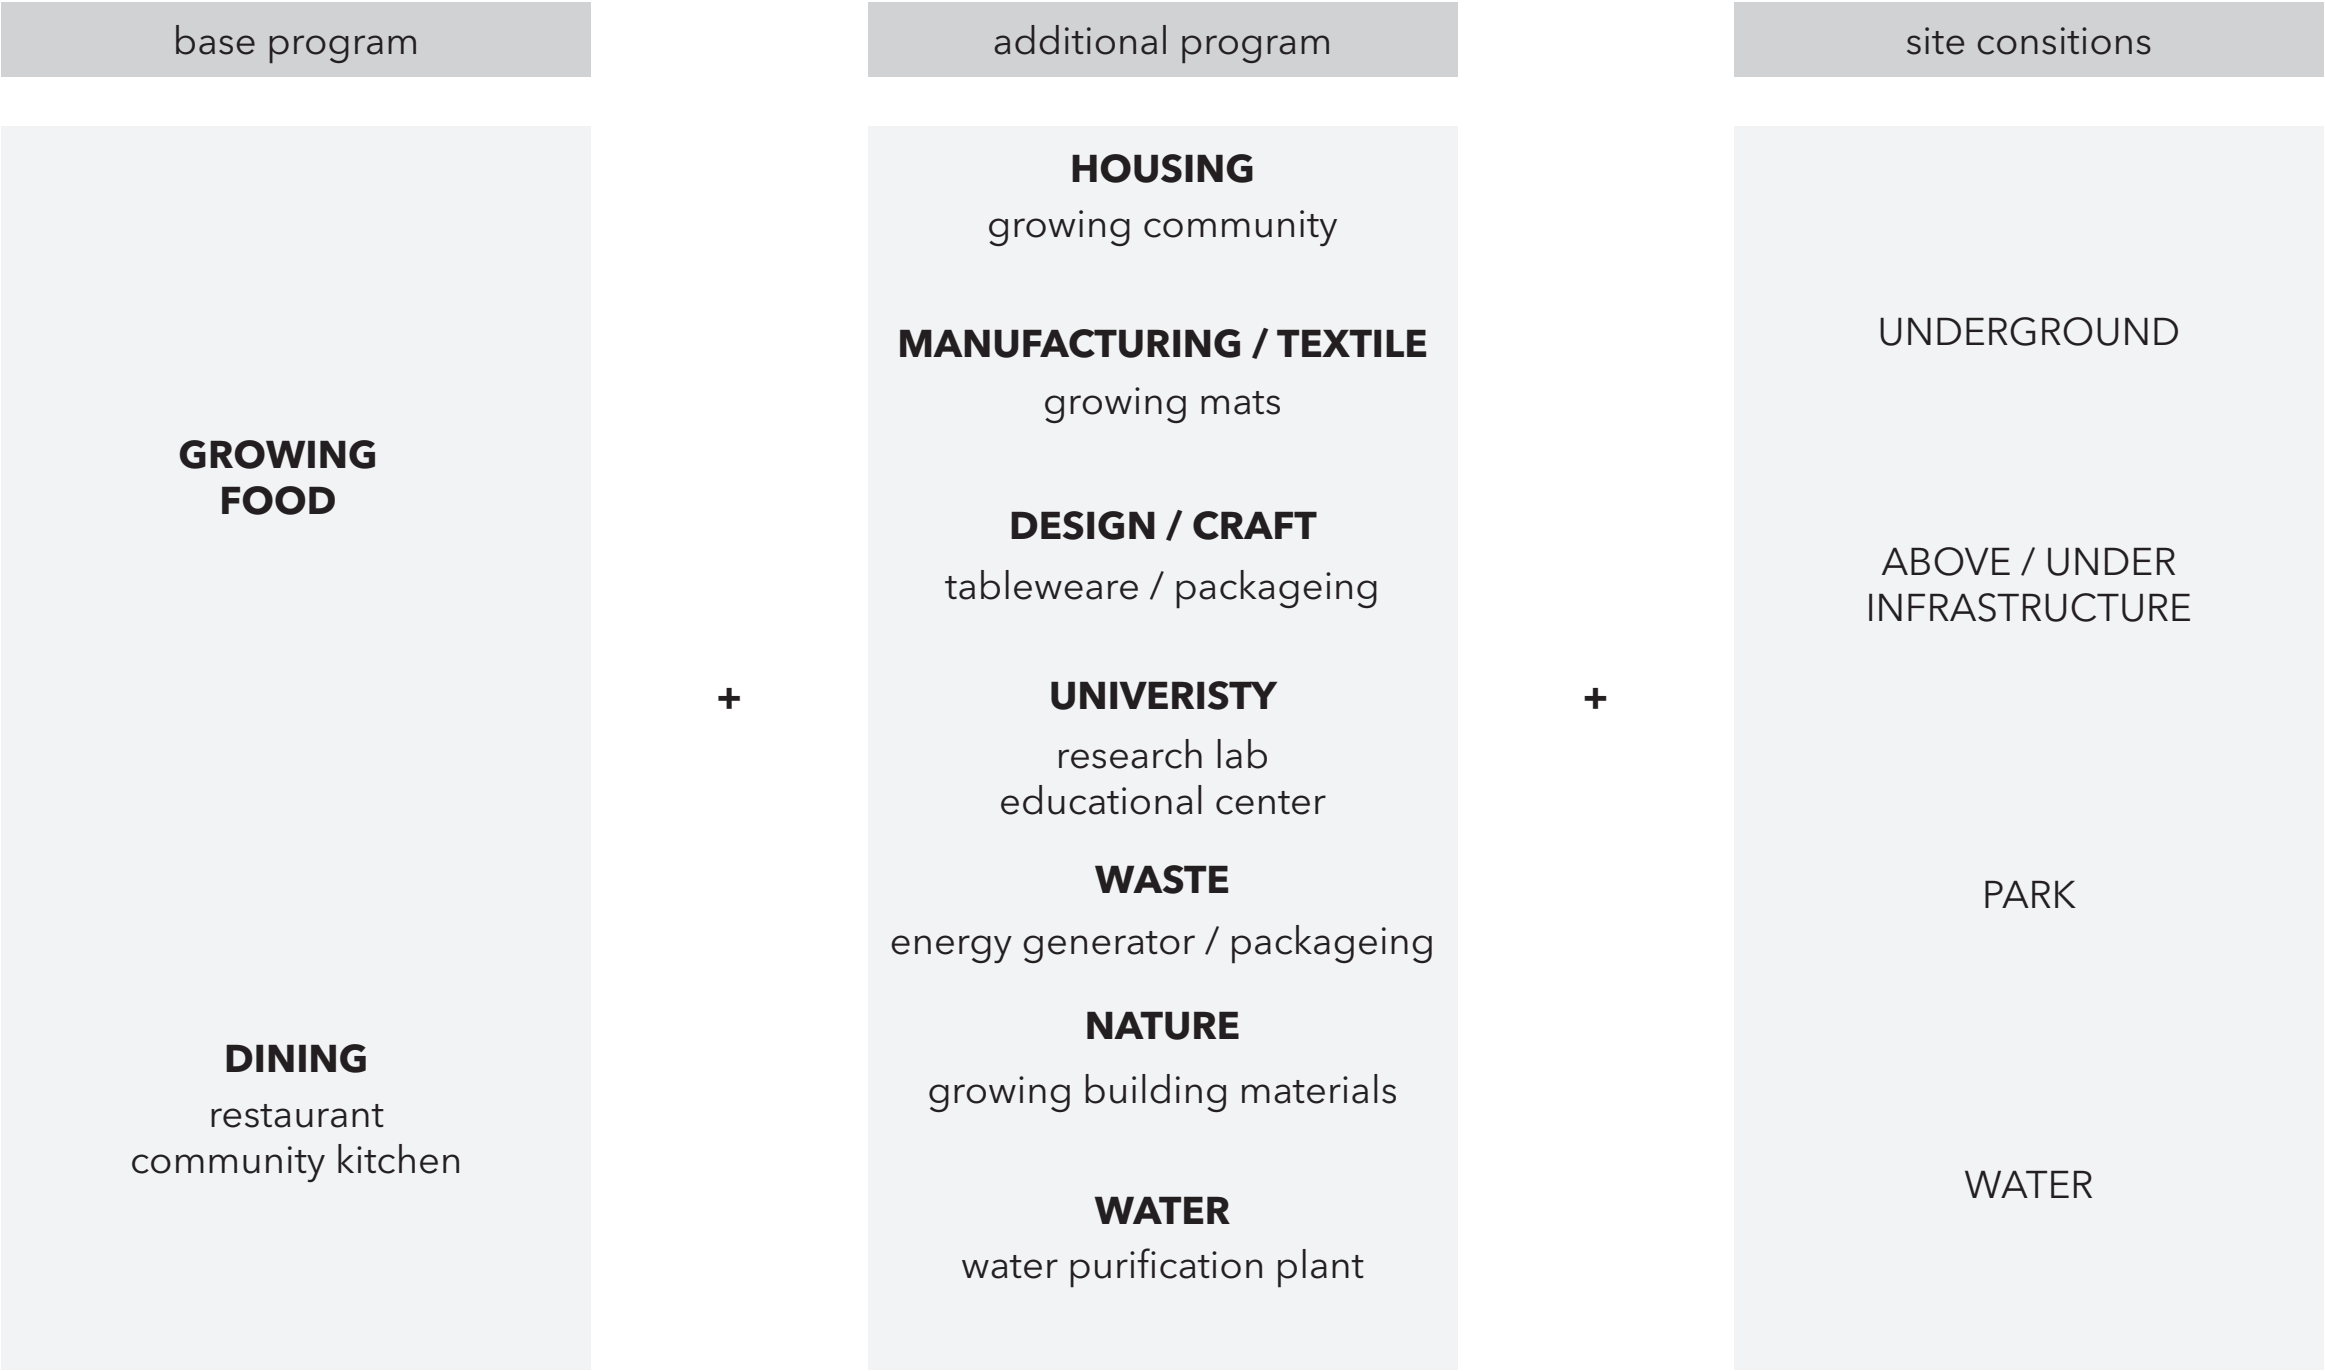 base program
GROWING
FOOD
DINING
restaurant
community kitchen
+
additional program
HOUSING
growing community
MANUFACTURING / TEXTILE
growing mats
DESIGN / CRAFT
tableweare / packageing
UNIVERISTY
research lab
educational center
WASTE
energy generator / packageing
NATURE
growing building materials
WATER
water purification plant
+
site consitions
UNDERGROUND
ABOVE / UNDER
INFRASTRUCTURE
PARK
WATER